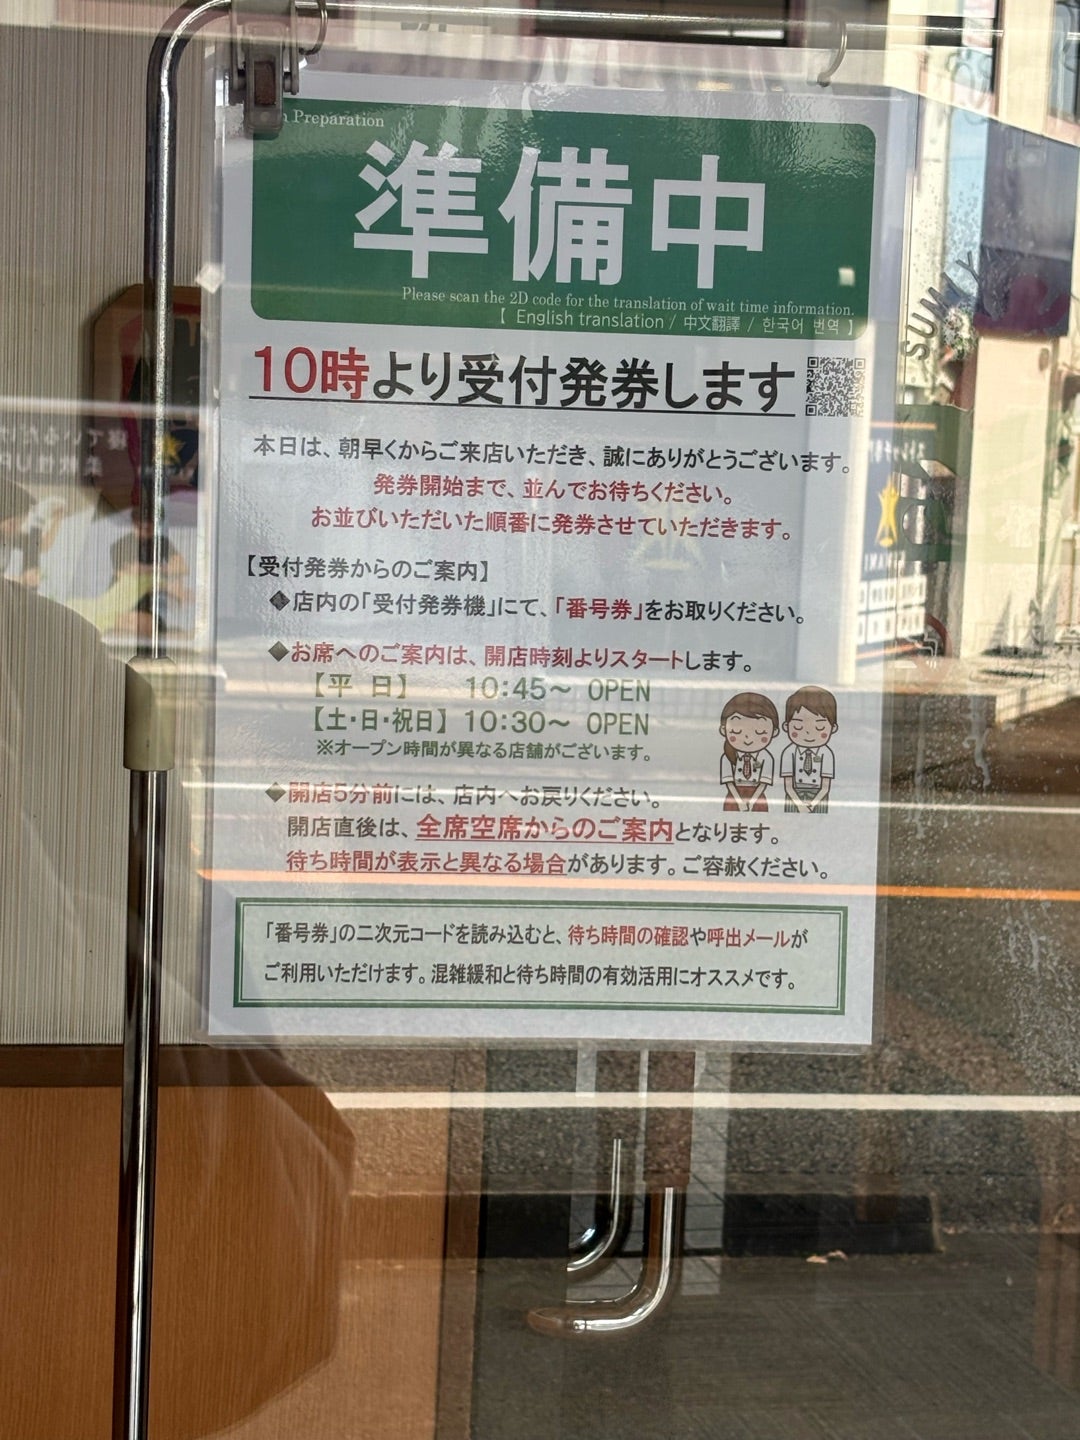 Preparation
準備中
Please scan the 2D code for the translation of wait time information.
【 English translation / 中文翻譯 / 한국어 번역 】
10時より受付発券します
本日は、朝早くからご来店いただき、誠にありがとうございます。
発券開始まで、並んでお待ちください。
お並びいただいた順番に発券させていただきます。
【受付発券からのご案内】
◆店内の「受付発券機」にて、「番号券」をお取りください。
◆お席へのご案内は、開店時刻よりスタートします。
【平 日】 10:45～ OPEN
【土・日・祝日】 10:30～ OPEN
※オープン時間が異なる店舗がございます。
◆開店5分前には、店内へお戻りください。
開店直後は、全席空席からのご案内となります。
待ち時間が表示と異なる場合があります。ご容赦ください。
「番号券」の二次元コードを読み込むと、待ち時間の確認や呼出メールが
ご利用いただけます。混雑緩和と待ち時間の有効活用にオススメです。